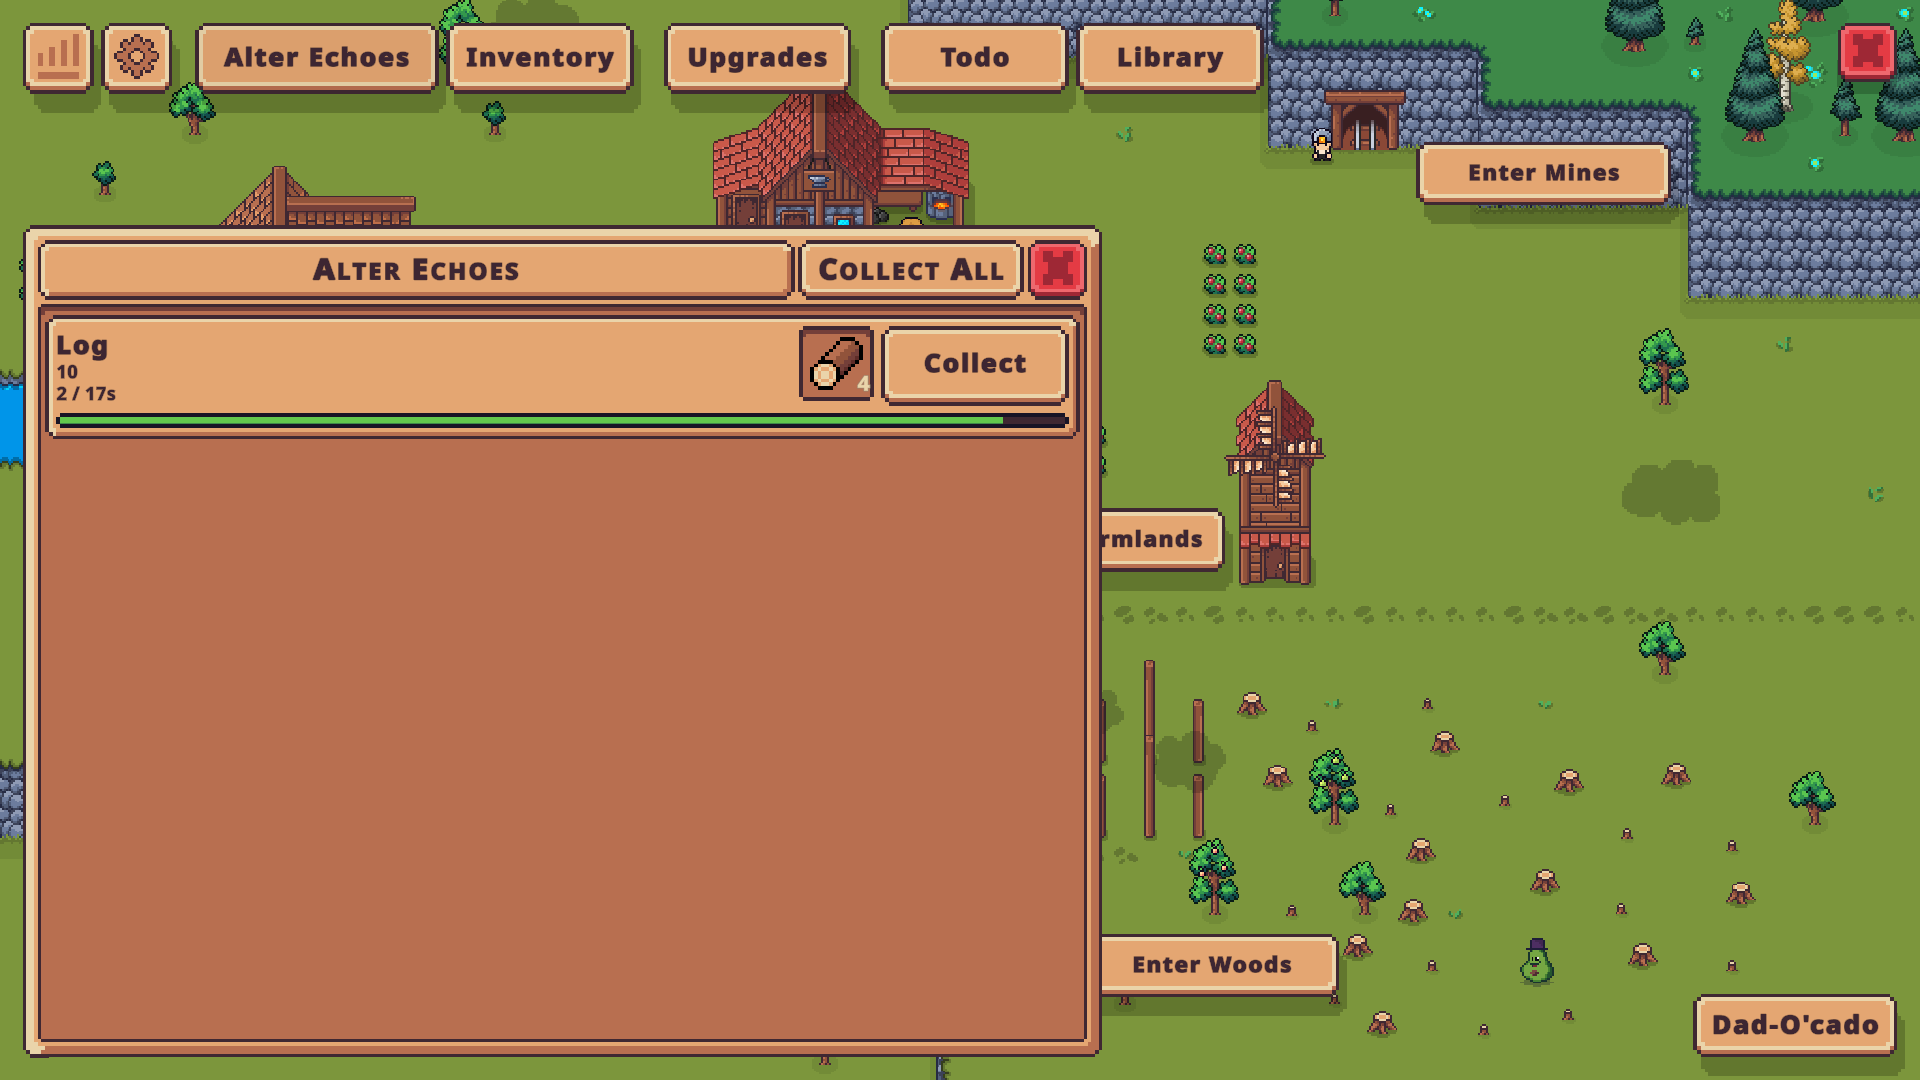 Alter Echoes
Inventory
Upgrades
Todo
Library
Enter Mines
Alter Echoes
Collect All
Log
10
2 / 17s
4
Collect
rmlands
Enter Woods
Dad-O'cado